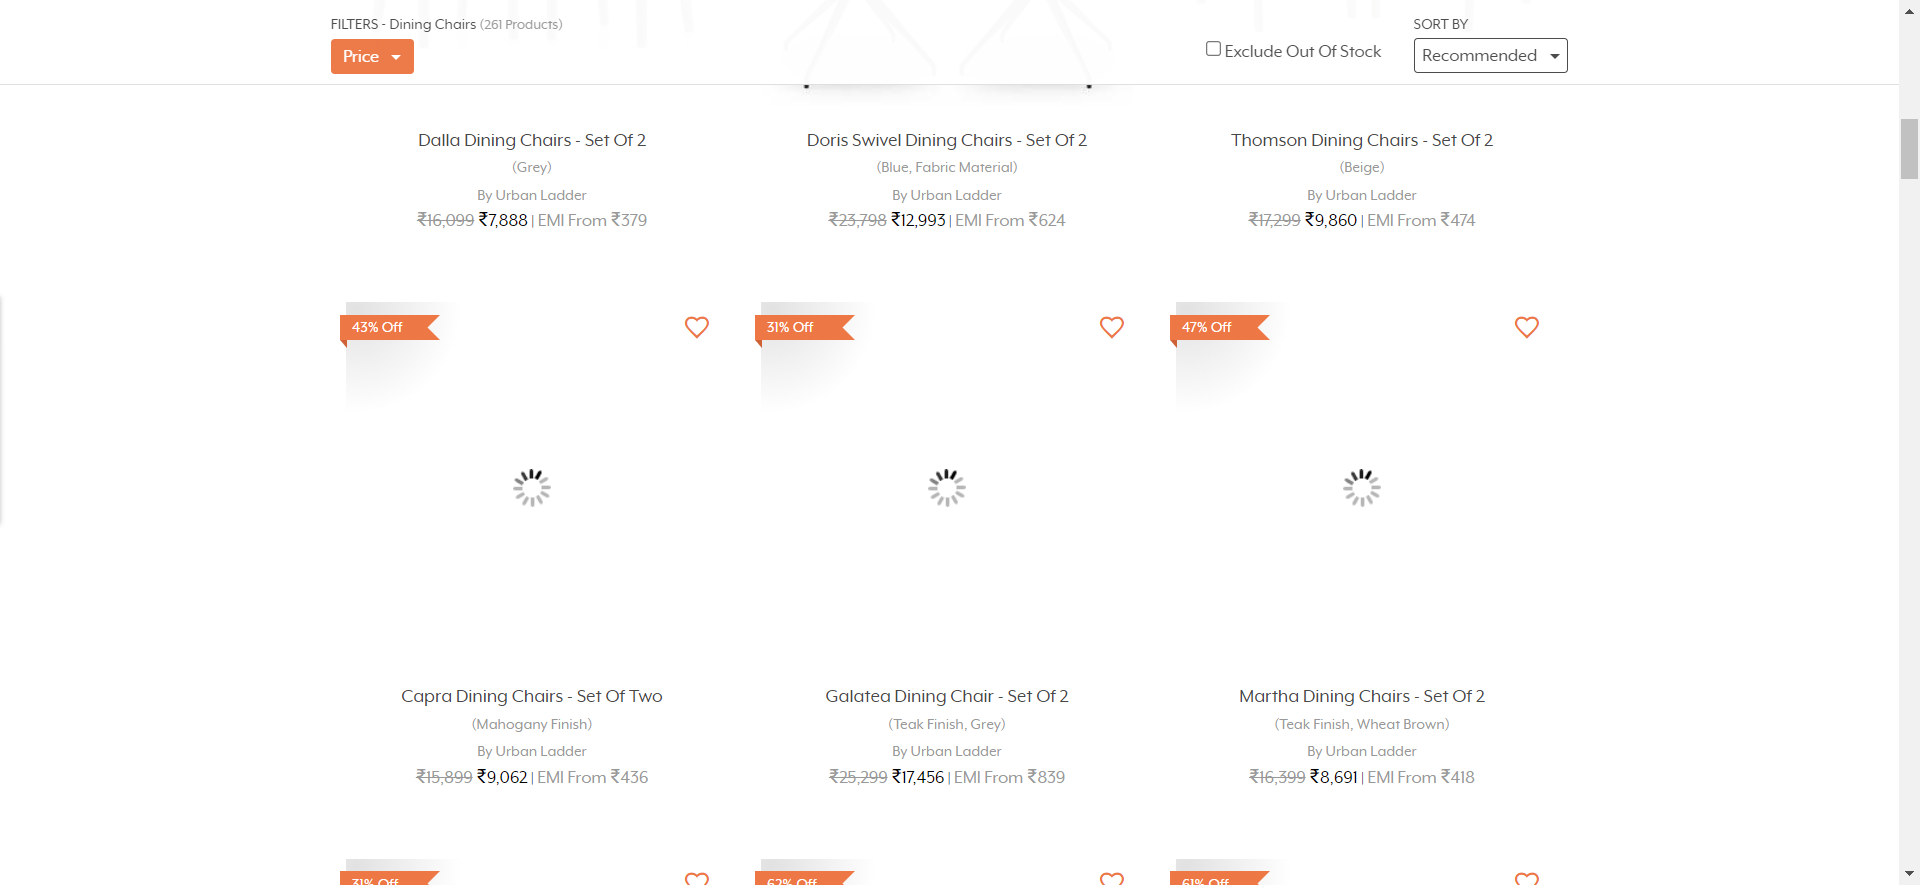 FILTERS - Dining Chairs (261 Products)
SORT BY
Price
Exclude Out Of Stock
Recommended
Dalla Dining Chairs - Set Of 2
(Grey)
By Urban Ladder
₹16,099 ₹7,888 | EMI From ₹379
Doris Swivel Dining Chairs - Set Of 2
(Blue, Fabric Material)
By Urban Ladder
₹23,798 ₹12,993 | EMI From ₹624
Thomson Dining Chairs - Set Of 2
(Beige)
By Urban Ladder
₹17,299 ₹9,860 | EMI From ₹474
43% Off
31% Off
47% Off
Capra Dining Chairs - Set Of Two
(Mahogany Finish)
By Urban Ladder
₹15,899 ₹9,062 | EMI From ₹436
Galatea Dining Chair - Set Of 2
(Teak Finish, Grey)
By Urban Ladder
₹25,299 ₹17,456 | EMI From ₹839
Martha Dining Chairs - Set Of 2
(Teak Finish, Wheat Brown)
By Urban Ladder
₹16,399 ₹8,691 | EMI From ₹418
31% Off
62% Off
61% Off